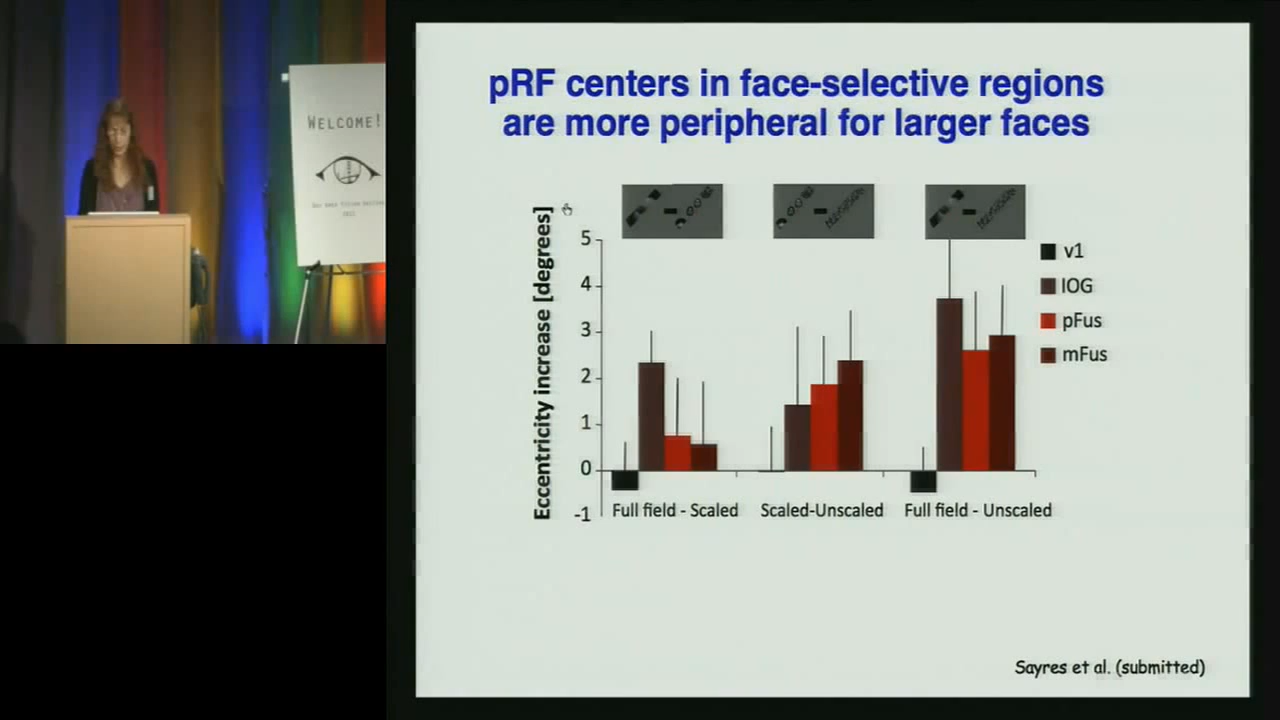 WELCOME!
pRF centers in face-selective regions
are more peripheral for larger faces
Eccentricity increase [degrees]
5
4
3
2
1
0
-1
v1
IOG
pFus
mFus
Full field - Scaled
Scaled-Unscaled
Full field - Unscaled
Sayres et al. (submitted)